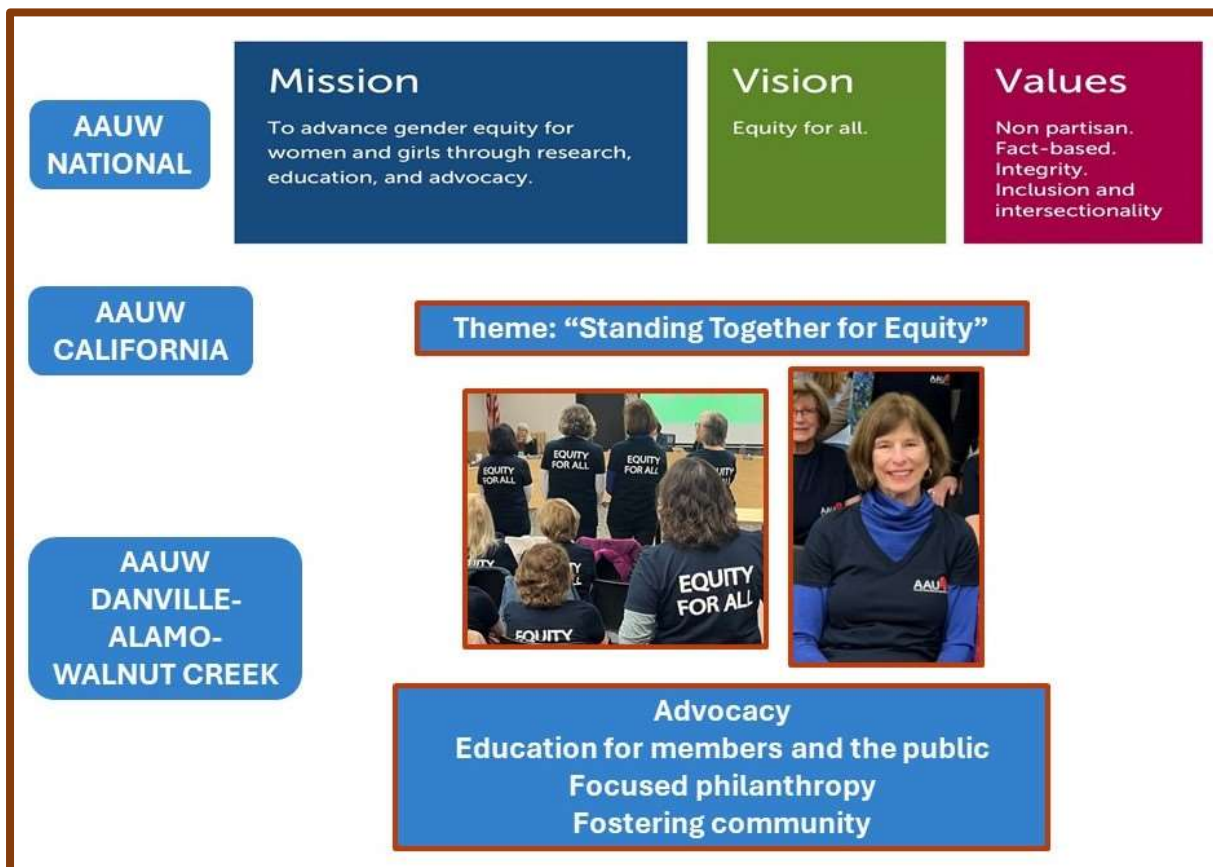 AAUW
NATIONAL
Mission
To advance gender equity for
women and girls through research,
education, and advocacy.
Vision
Equity for all.
Values
Non partisan.
Fact-based.
Integrity.
Inclusion and
intersectionality
AAUW
CALIFORNIA
Theme: “Standing Together for Equity”
EQUITY
FOR ALL
EQUITY
FOR ALL
EQUITY
FOR ALL
EQUITY
FOR ALL
EQUITY
AAU
AAU
AAU
AAUW
DANVILLE-
ALAMO-
WALNUT CREEK
Advocacy
Education for members and the public
Focused philanthropy
Fostering community